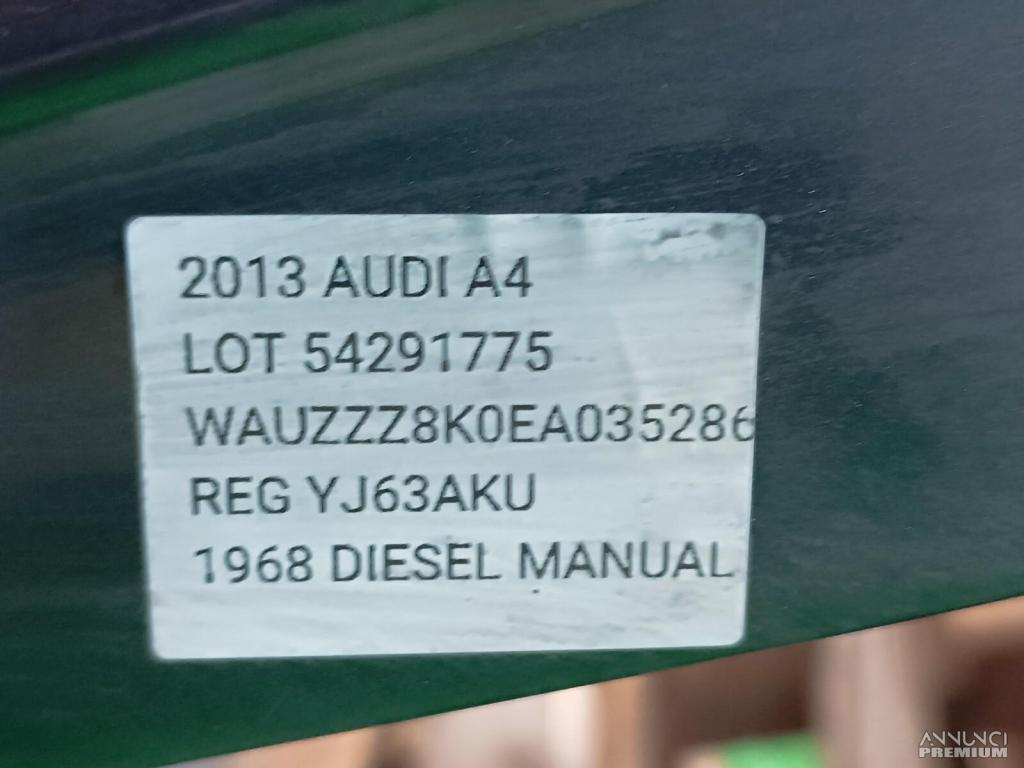 2013 AUDI A4
LOT 54291775
WAUZZZ8K0EA035286
REG YJ63AKU
1968 DIESEL MANUAL
ANNUNCI
PREMIUM